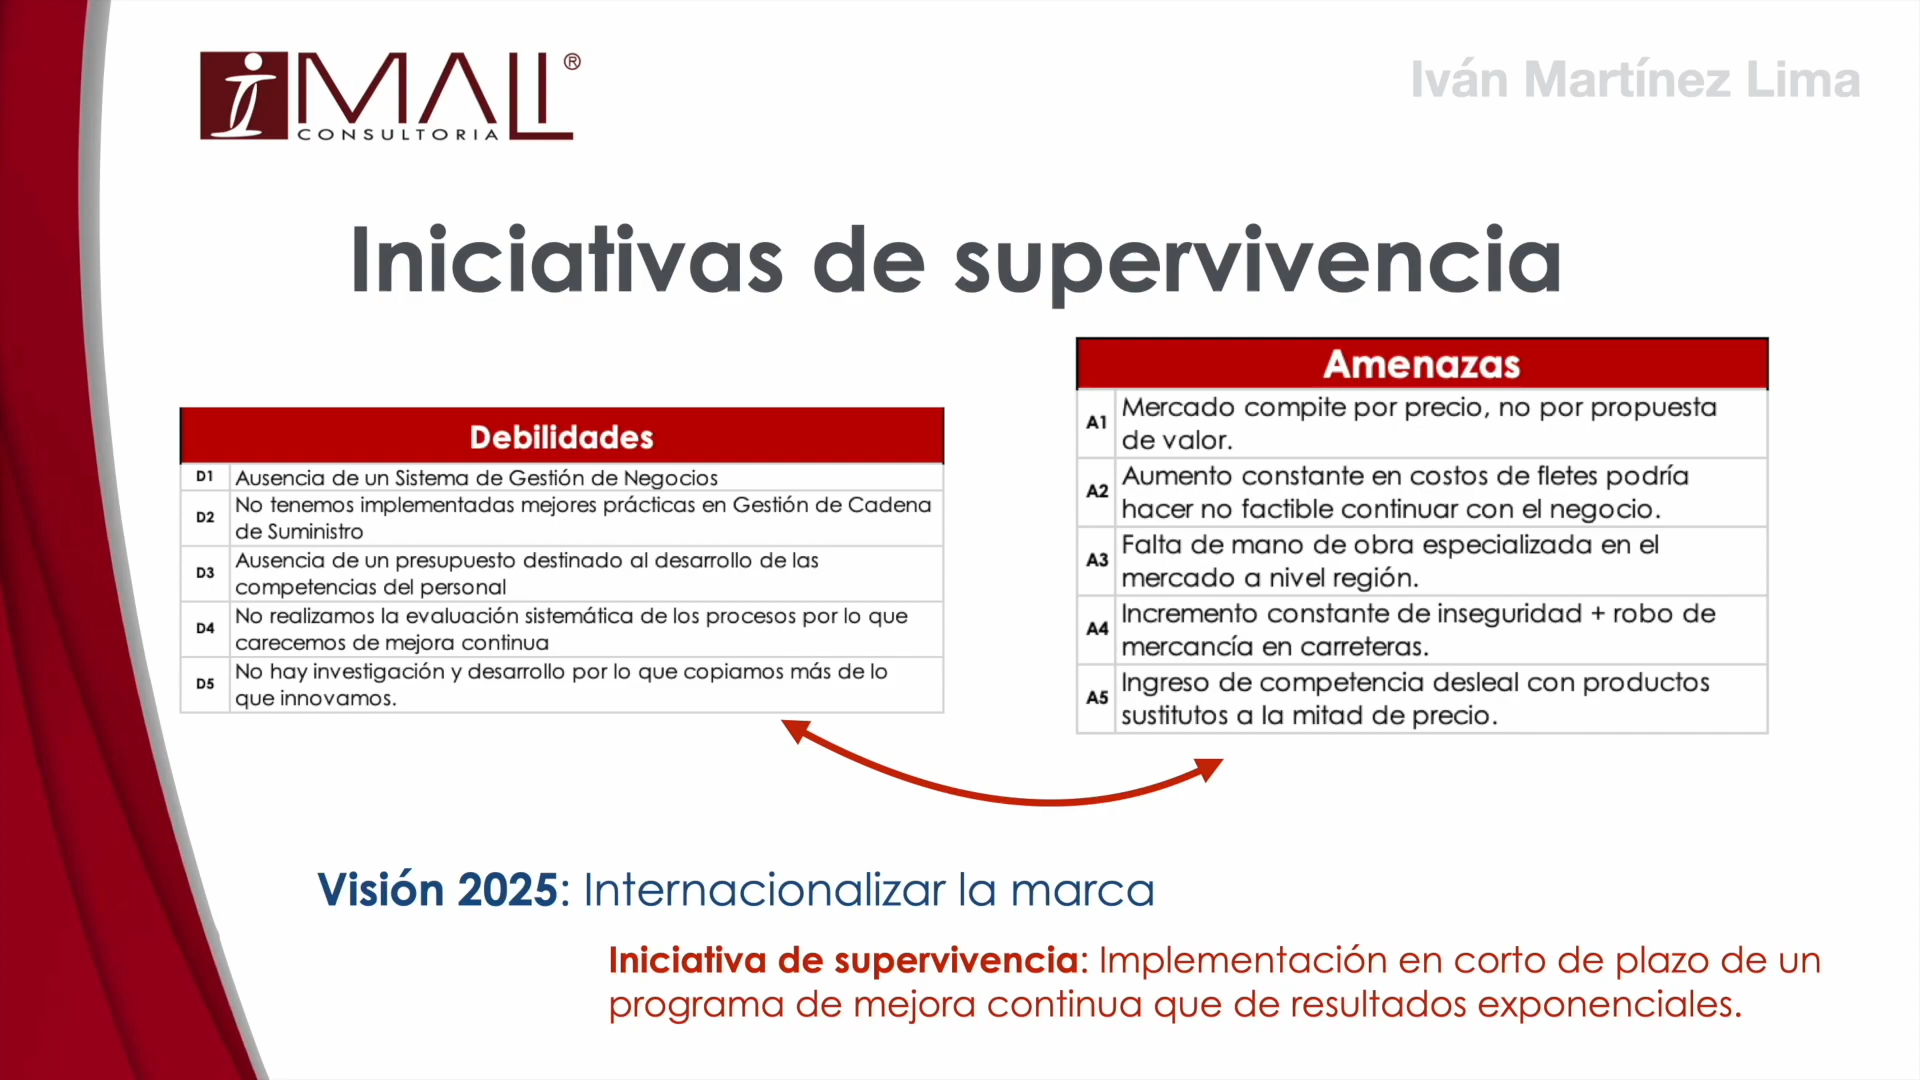 iMALI®
CONSULTORIA
Iván Martínez Lima
Iniciativas de supervivencia
Debilidades
D1 Ausencia de un Sistema de Gestión de Negocios
D2 No tenemos implementadas mejores prácticas en Gestión de Cadena
de Suministro
D3 Ausencia de un presupuesto destinado al desarrollo de las
competencias del personal
D4 No realizamos la evaluación sistemática de los procesos por lo que
carecemos de mejora continua
D5 No hay investigación y desarrollo por lo que copiamos más de lo
que innovamos.
Amenazas
A1 Mercado compite por precio, no por propuesta
de valor.
A2 Aumento constante en costos de fletes podría
hacer no factible continuar con el negocio.
A3 Falta de mano de obra especializada en el
mercado a nivel región.
A4 Incremento constante de inseguridad + robo de
mercancía en carreteras.
A5 Ingreso de competencia desleal con productos
sustitutos a la mitad de precio.
Visión 2025: Internacionalizar la marca
Iniciativa de supervivencia: Implementación en corto de plazo de un
programa de mejora continua que de resultados exponenciales.